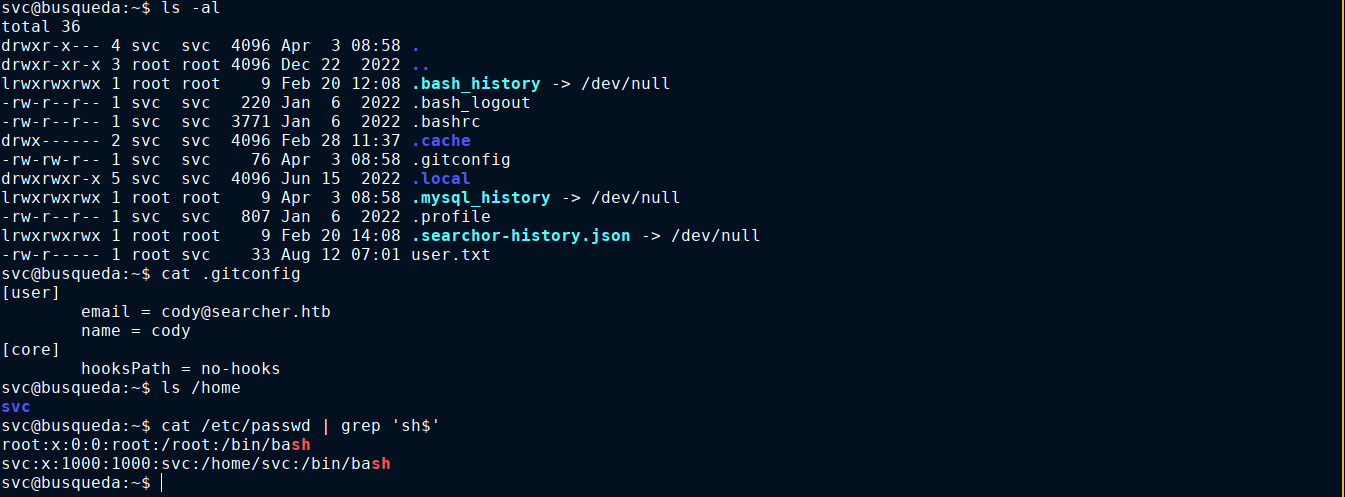 svc@busqueda:~$ ls -al
total 36
drwxr-x--- 4 svc  svc  4096 Apr  3 08:58 .
drwxr-xr-x 3 root root 4096 Dec 22  2022 ..
lrwxrwxrwx 1 root root    9 Feb 20 12:08 .bash_history -> /dev/null
-rw-r--r-- 1 svc  svc   220 Jan  6  2022 .bash_logout
-rw-r--r-- 1 svc  svc  3771 Jan  6  2022 .bashrc
drwx------ 2 svc  svc  4096 Feb 28 11:37 .cache
-rw-rw-r-- 1 svc  svc    76 Apr  3 08:58 .gitconfig
drwxrwxr-x 5 svc  svc  4096 Jun 15  2022 .local
lrwxrwxrwx 1 root root    9 Apr  3 08:58 .mysql_history -> /dev/null
-rw-r--r-- 1 svc  svc   807 Jan  6  2022 .profile
lrwxrwxrwx 1 root root    9 Feb 20 14:08 .searchor-history.json -> /dev/null
-rw-r----- 1 root svc    33 Aug 12 07:01 user.txt
svc@busqueda:~$ cat .gitconfig
[user]
        email = cody@searcher.htb
        name = cody
[core]
        hooksPath = no-hooks
svc@busqueda:~$ ls /home
svc
svc@busqueda:~$ cat /etc/passwd | grep 'sh$'
root:x:0:0:root:/root:/bin/bash
svc:x:1000:1000:svc:/home/svc:/bin/bash
svc@busqueda:~$